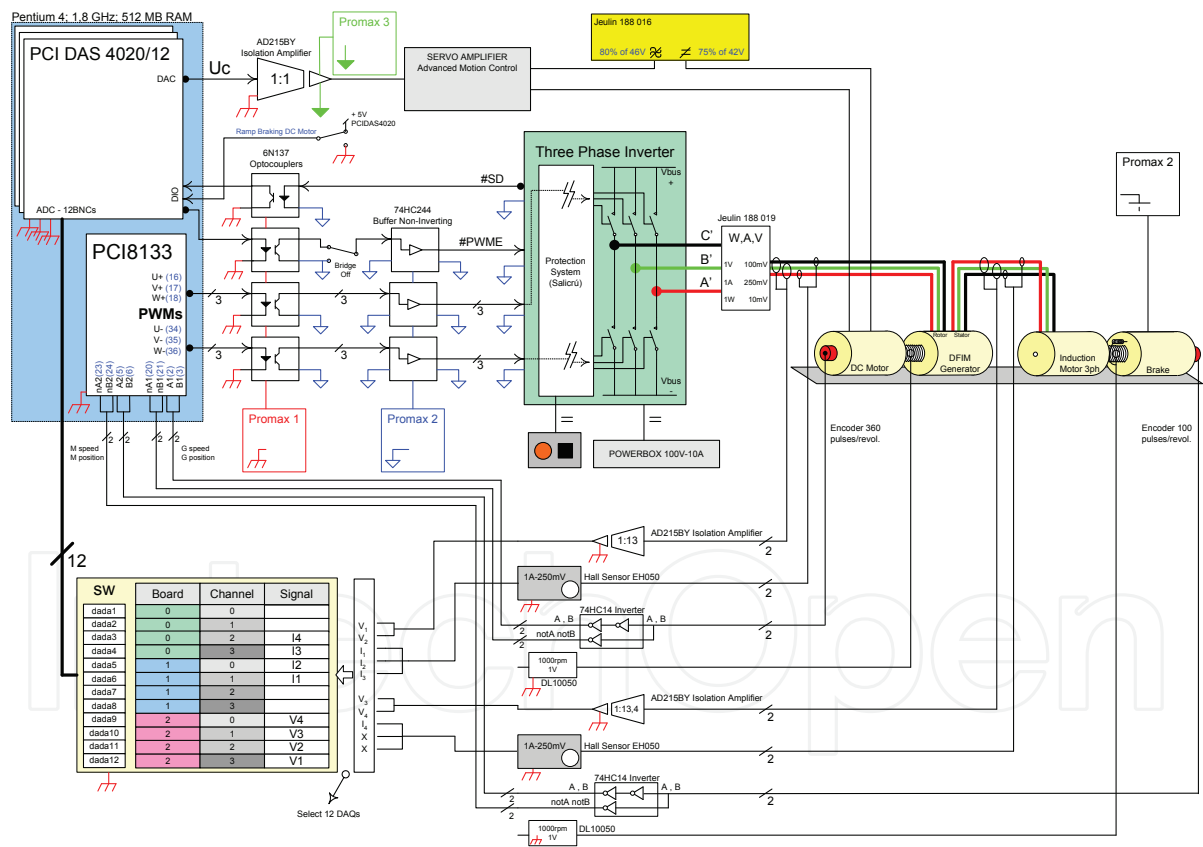 Pentium 4; 1,8 GHz; 512 MB RAM
PCI DAS 4020/12
DAC
Uc
AD215BY
Isolation Amplifier
1:1
Promax 3
SERVO AMPLIFIER
Advanced Motion Control
Jeulin 188 016
80% of 46V
75% of 42V
+ 5V
PCIDAS4020
Ramp Braking DC Motor
6N137
Optocouplers
DIO
ADC - 12BNCs
#SD
74HC244
Buffer Non-Inverting
#PWME
Bridge
Off
Three Phase Inverter
Vbus
+
Protection
System
(Salicrú)
Vbus
-
Jeulin 188 019
W,A,V
1V 100mV
1A 250mV
1W 10mV
C'
B'
A'
Promax 2
PCI8133
U+ (16)
V+ (17)
W+ (18)
PWMs
U- (34)
V- (35)
W- (36)
3
3
3
3
3
3
nA2(23)
nB2(24)
A2(5)
B2(6)
nA1(20)
nB1(21)
A1(2)
B1(3)
Promax 1
Promax 2
=
=
POWERBOX 100V-10A
Rotor
Stator
DC Motor
DFIM
Generator
Induction
Motor 3ph
Brake
Encoder 360
pulses/revol.
Encoder 100
pulses/revol.
2
2
2
2
M speed
M position
G speed
G position
12
AD215BY Isolation Amplifier
1:13
2
1A-250mV
Hall Sensor EH050
2
74HC14 Inverter
A , B
notA notB
A , B
2
2
2
1000rpm
1V
DL10050
AD215BY Isolation Amplifier
1:13,4
2
1A-250mV
Hall Sensor EH050
2
74HC14 Inverter
A , B
notA notB
A , B
2
2
2
1000rpm
1V
DL10050
SW Board Channel Signal
dada1 0 0
dada2 0 1
dada3 0 2 I4
dada4 0 3 I3
dada5 1 0 I2
dada6 1 1 I1
dada7 1 2
dada8 1 3
dada9 2 0 V4
dada10 2 1 V3
dada11 2 2 V2
dada12 2 3 V1
V1
V2
I1
I2
I3
V3
V4
I4
X
X
Select 12 DAQs
IntechOpen